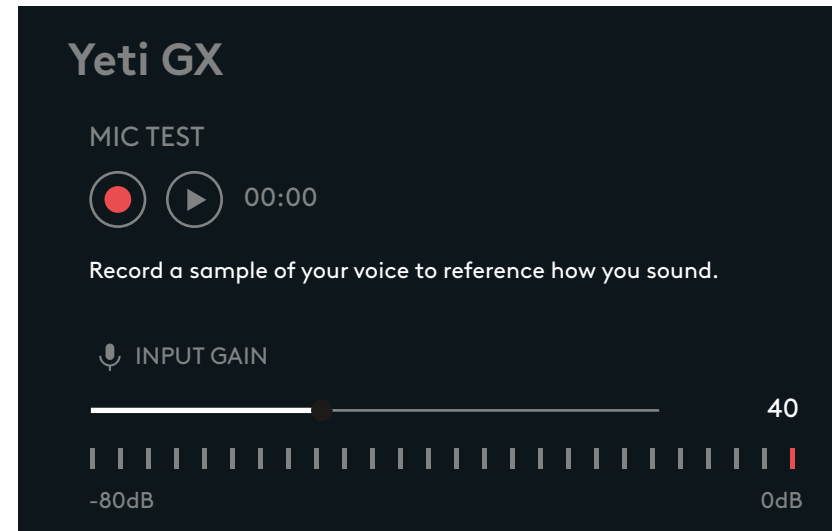 Yeti GX
MIC TEST
00:00
Record a sample of your voice to reference how you sound.
INPUT GAIN
40
-80dB 0dB